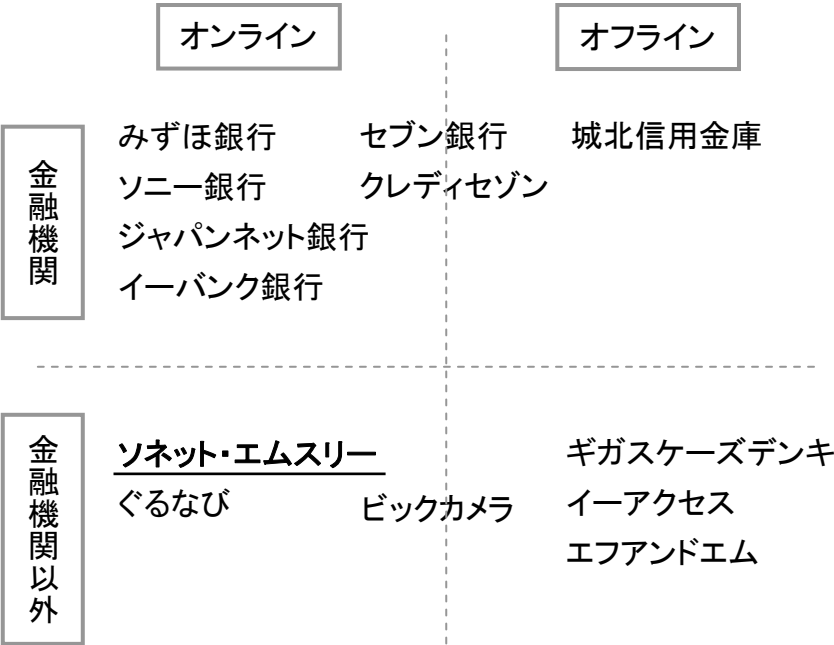 オンライン
オフライン
金融機関
みずほ銀行
セブン銀行
城北信用金庫
ソニー銀行
クレディセゾン
ジャパンネット銀行
イーバンク銀行
金融機関以外
ソネット・エムスリー
ギガスケーズデンキ
ぐるなび
ビックカメラ
イーアクセス
エフアンドエム